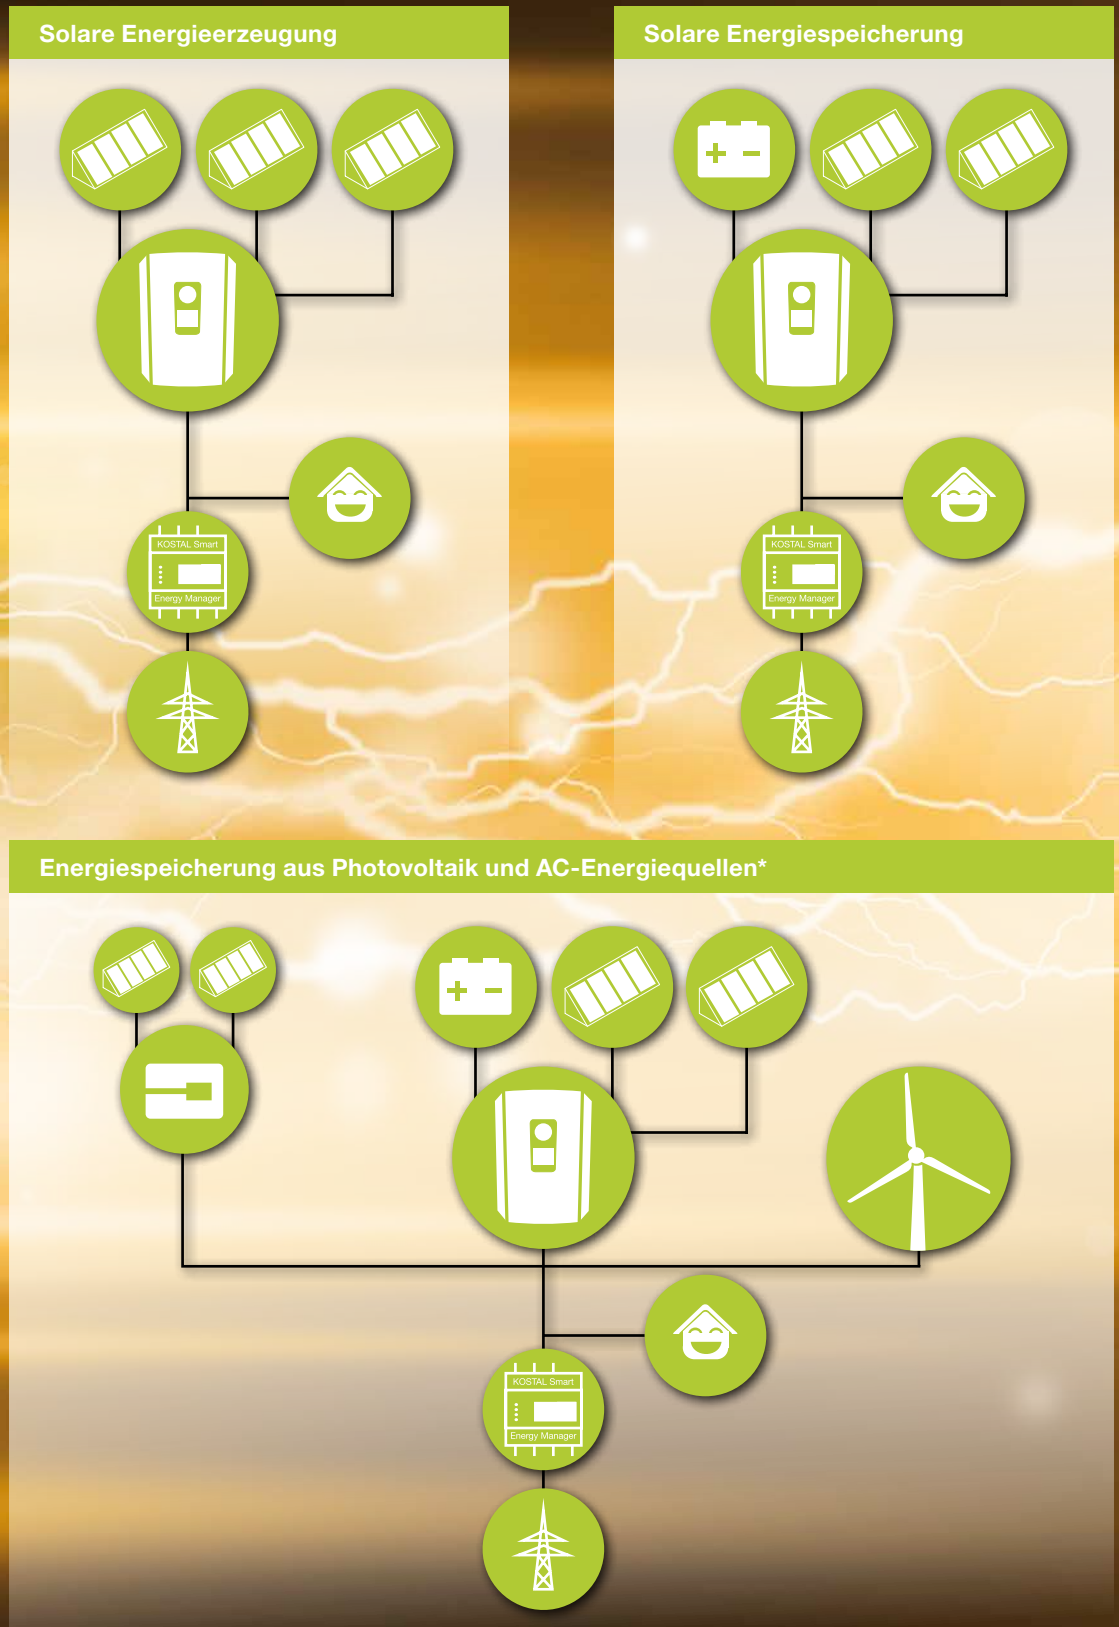 Solare Energieerzeugung
Solare Energiespeicherung
KOSTAL Smart
Energy Manager
KOSTAL Smart
Energy Manager
Energiespeicherung aus Photovoltaik und AC-Energiequellen*
KOSTAL Smart
Energy Manager